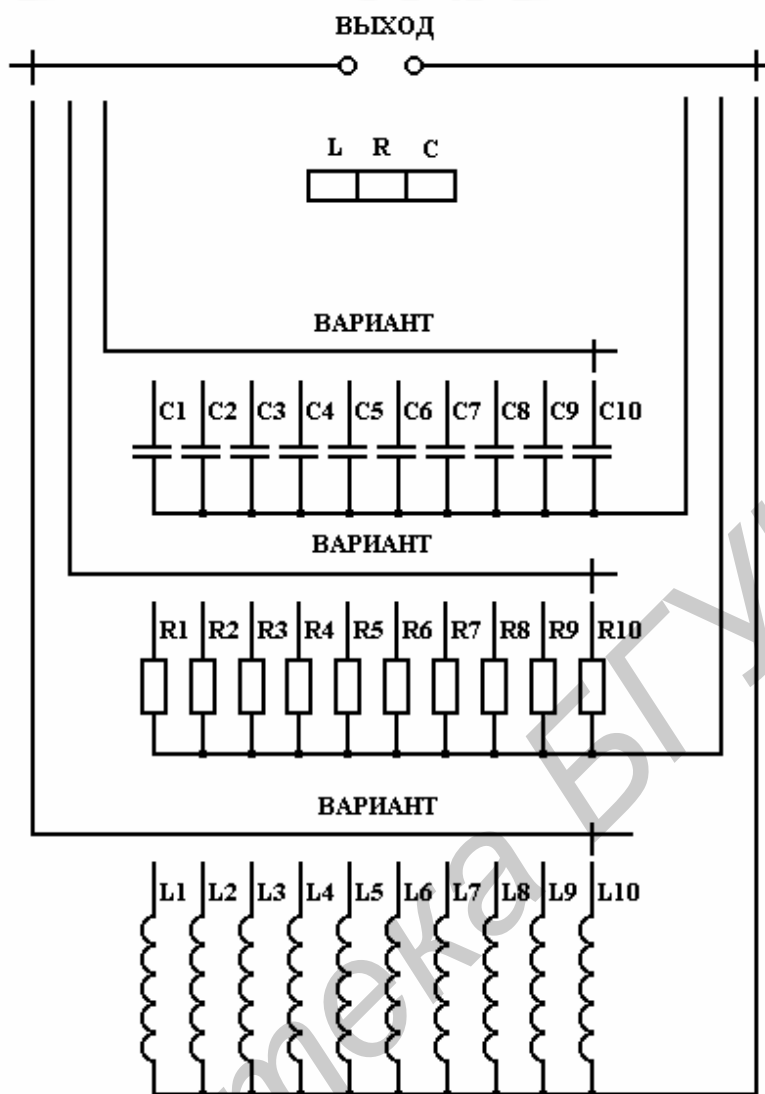 ВЫХОД
L R C
ВАРИАНТ
C1 C2 C3 C4 C5 C6 C7 C8 C9 C10
ВАРИАНТ
R1 R2 R3 R4 R5 R6 R7 R8 R9 R10
ВАРИАНТ
L1 L2 L3 L4 L5 L6 L7 L8 L9 L10